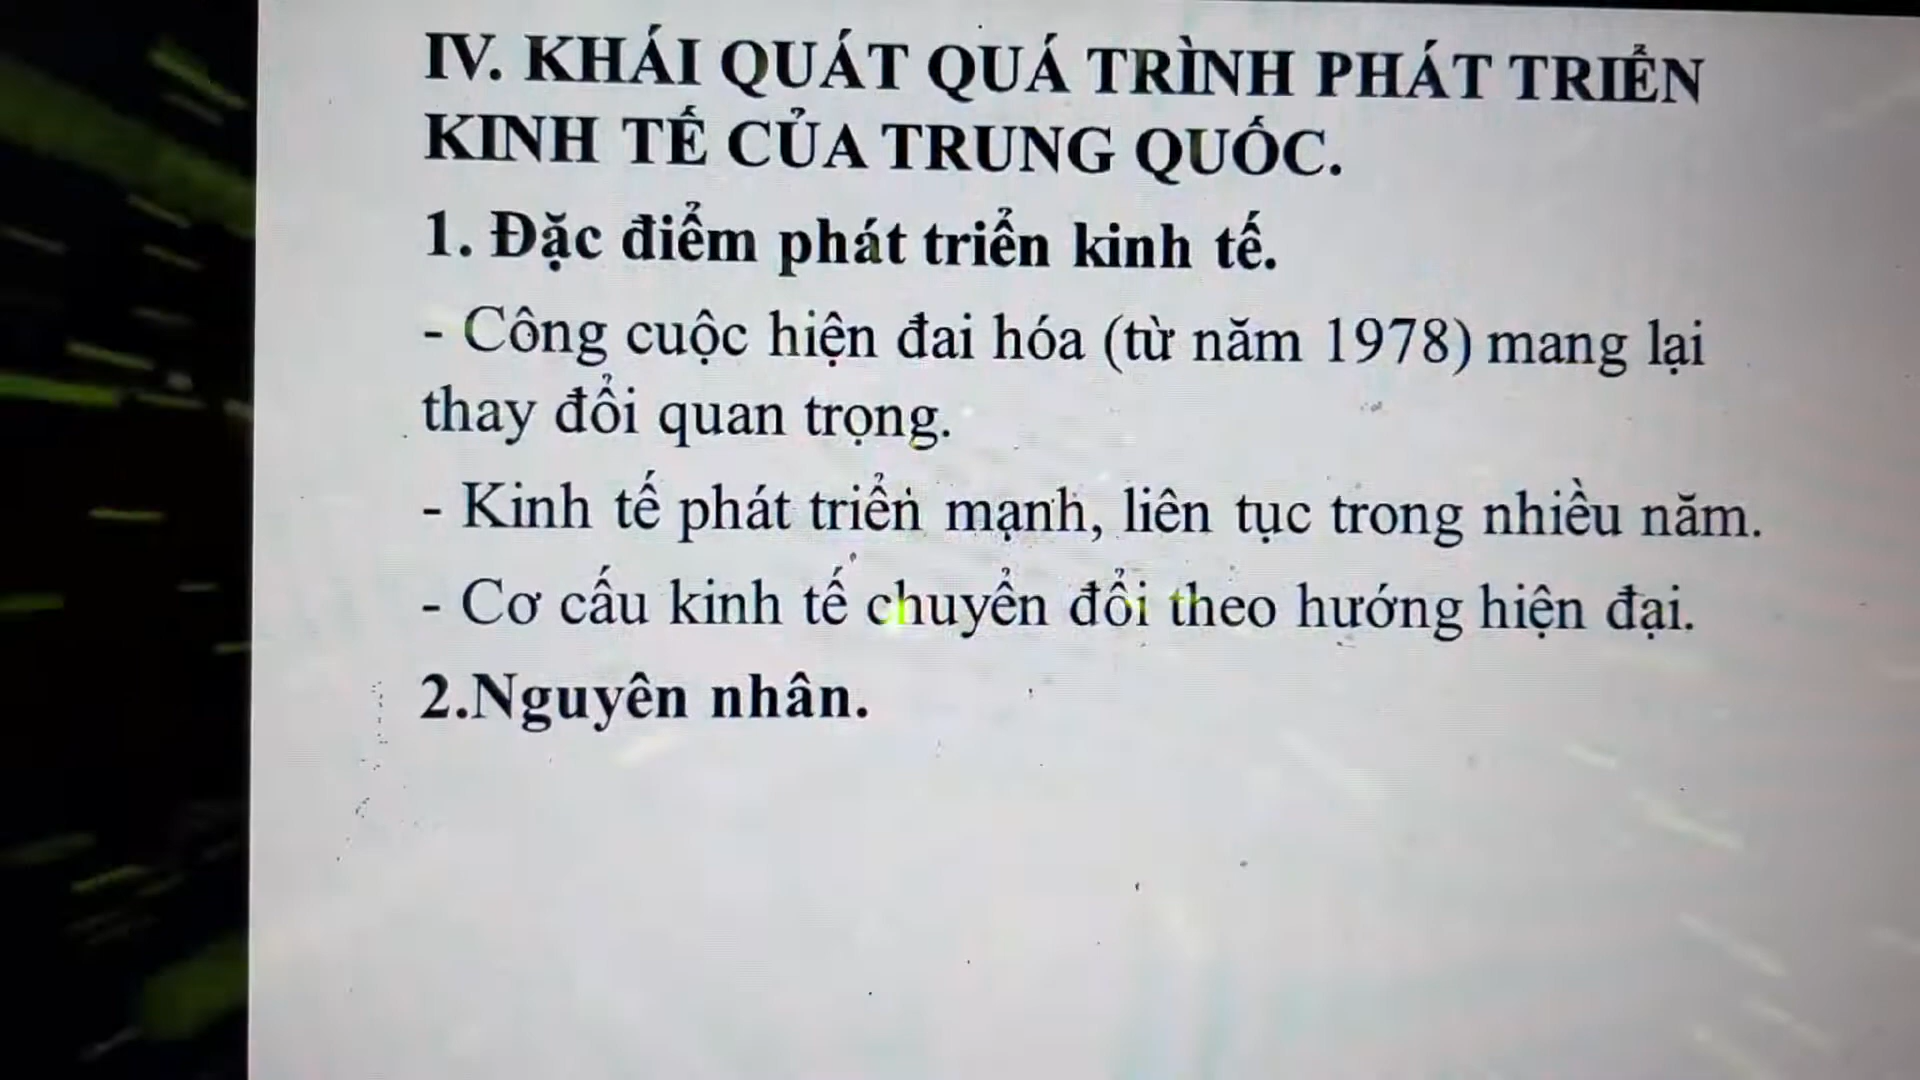 IV. KHÁI QUÁT QUÁ TRÌNH PHÁT TRIỂN
KINH TẾ CỦA TRUNG QUỐC.
1. Đặc điểm phát triển kinh tế.
- Công cuộc hiện đai hóa (từ năm 1978) mang lại
thay đổi quan trọng.
- Kinh tế phát triển mạnh, liên tục trong nhiều năm.
- Cơ cấu kinh tế chuyển đổi theo hướng hiện đại.
2.Nguyên nhân.